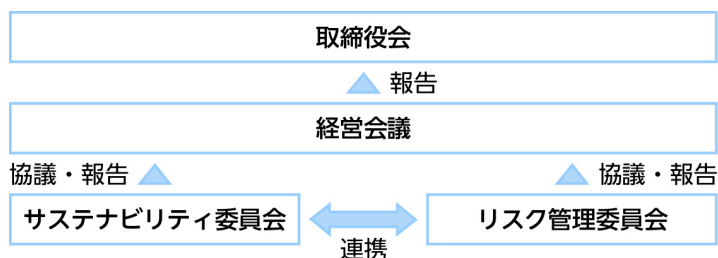 取締役会
報告
経営会議
協議・報告
協議・報告
サステナビリティ委員会
リスク管理委員会
連携